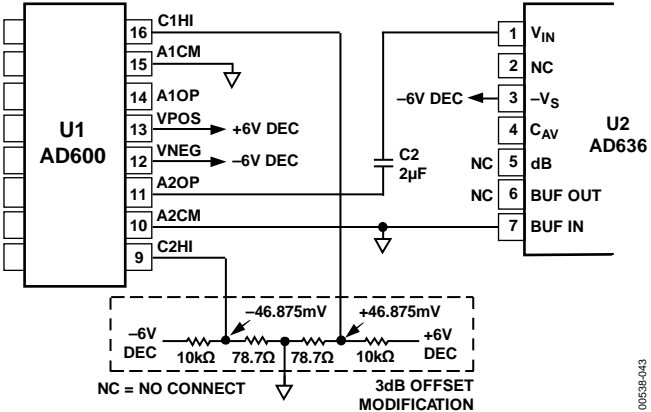 U1
AD600
16 C1HI
15 A1CM
14 A1OP
13 VPOS
+6V DEC
12 VNEG
–6V DEC
11 A2OP
10 A2CM
9 C2HI
C2
2µF
U2
AD636
1 VIN
2 NC
–6V DEC
3 –VS
4 CAV
NC 5 dB
NC 6 BUF OUT
7 BUF IN
–46.875mV
+46.875mV
–6V
DEC
10kΩ
78.7Ω
78.7Ω
10kΩ
+6V
DEC
NC = NO CONNECT
3dB OFFSET
MODIFICATION
00538-043